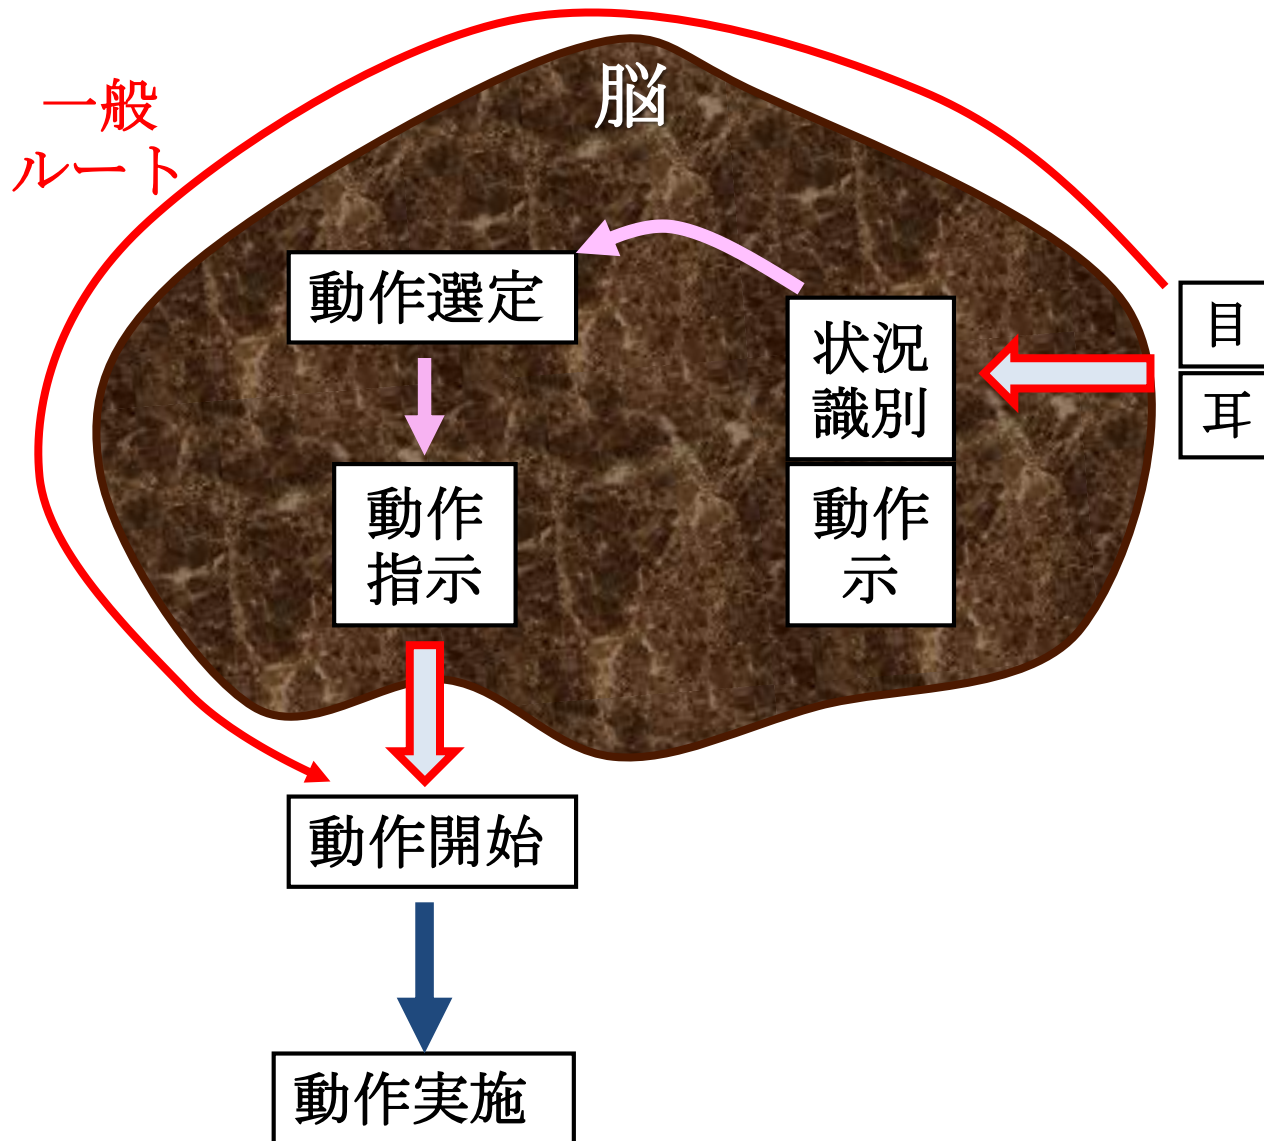 脳
一般
ルート
動作選定
状況
識別
目
耳
動作
指示
動作
示
動作開始
動作実施